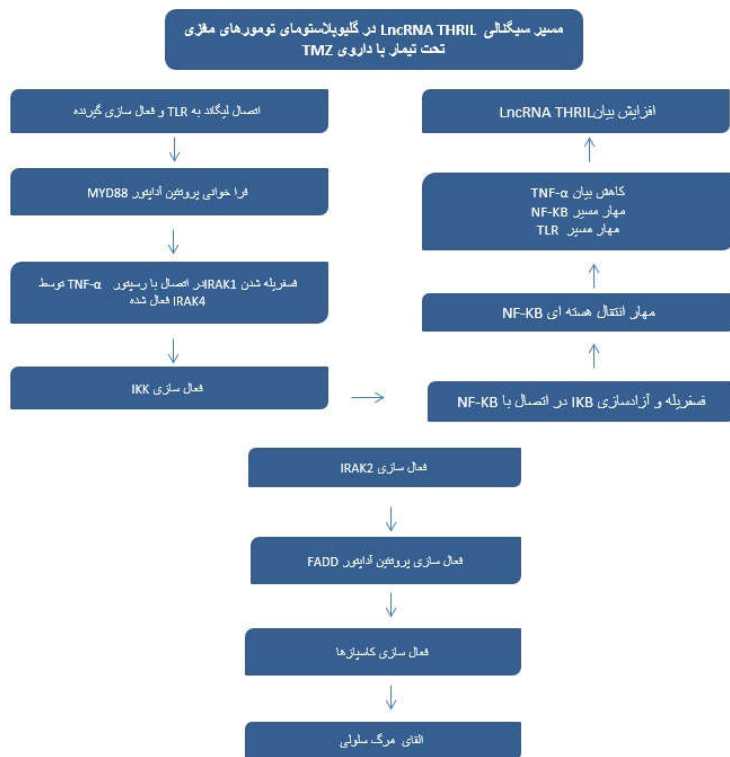 مسیر سیگنالی LncRNA THRIL در گلیوبلاستومای تومورهای مغزی
تحت تیمار با داروی TMZ
اتصال لیگاند به TLR و فعال سازی گیرنده
فرا خوانی پروتئین آداپتور MYD88
فسفریله شدن IRAK1در اتصال با رسپتور TNF-α توسط
IRAK4 فعال شده
فعال سازی IKK
فسفریله و آزادسازی IKB در اتصال با NF-KB
مهار انتقال هسته ای NF-KB
کاهش بیان TNF-α
مهار مسیر NF-KB
مهار مسیر TLR
افزایش بیانLncRNA THRIL
فعال سازی IRAK2
فعال سازی پروتئین آداپتور FADD
فعال سازی کاسپازها
القای مرگ سلولی